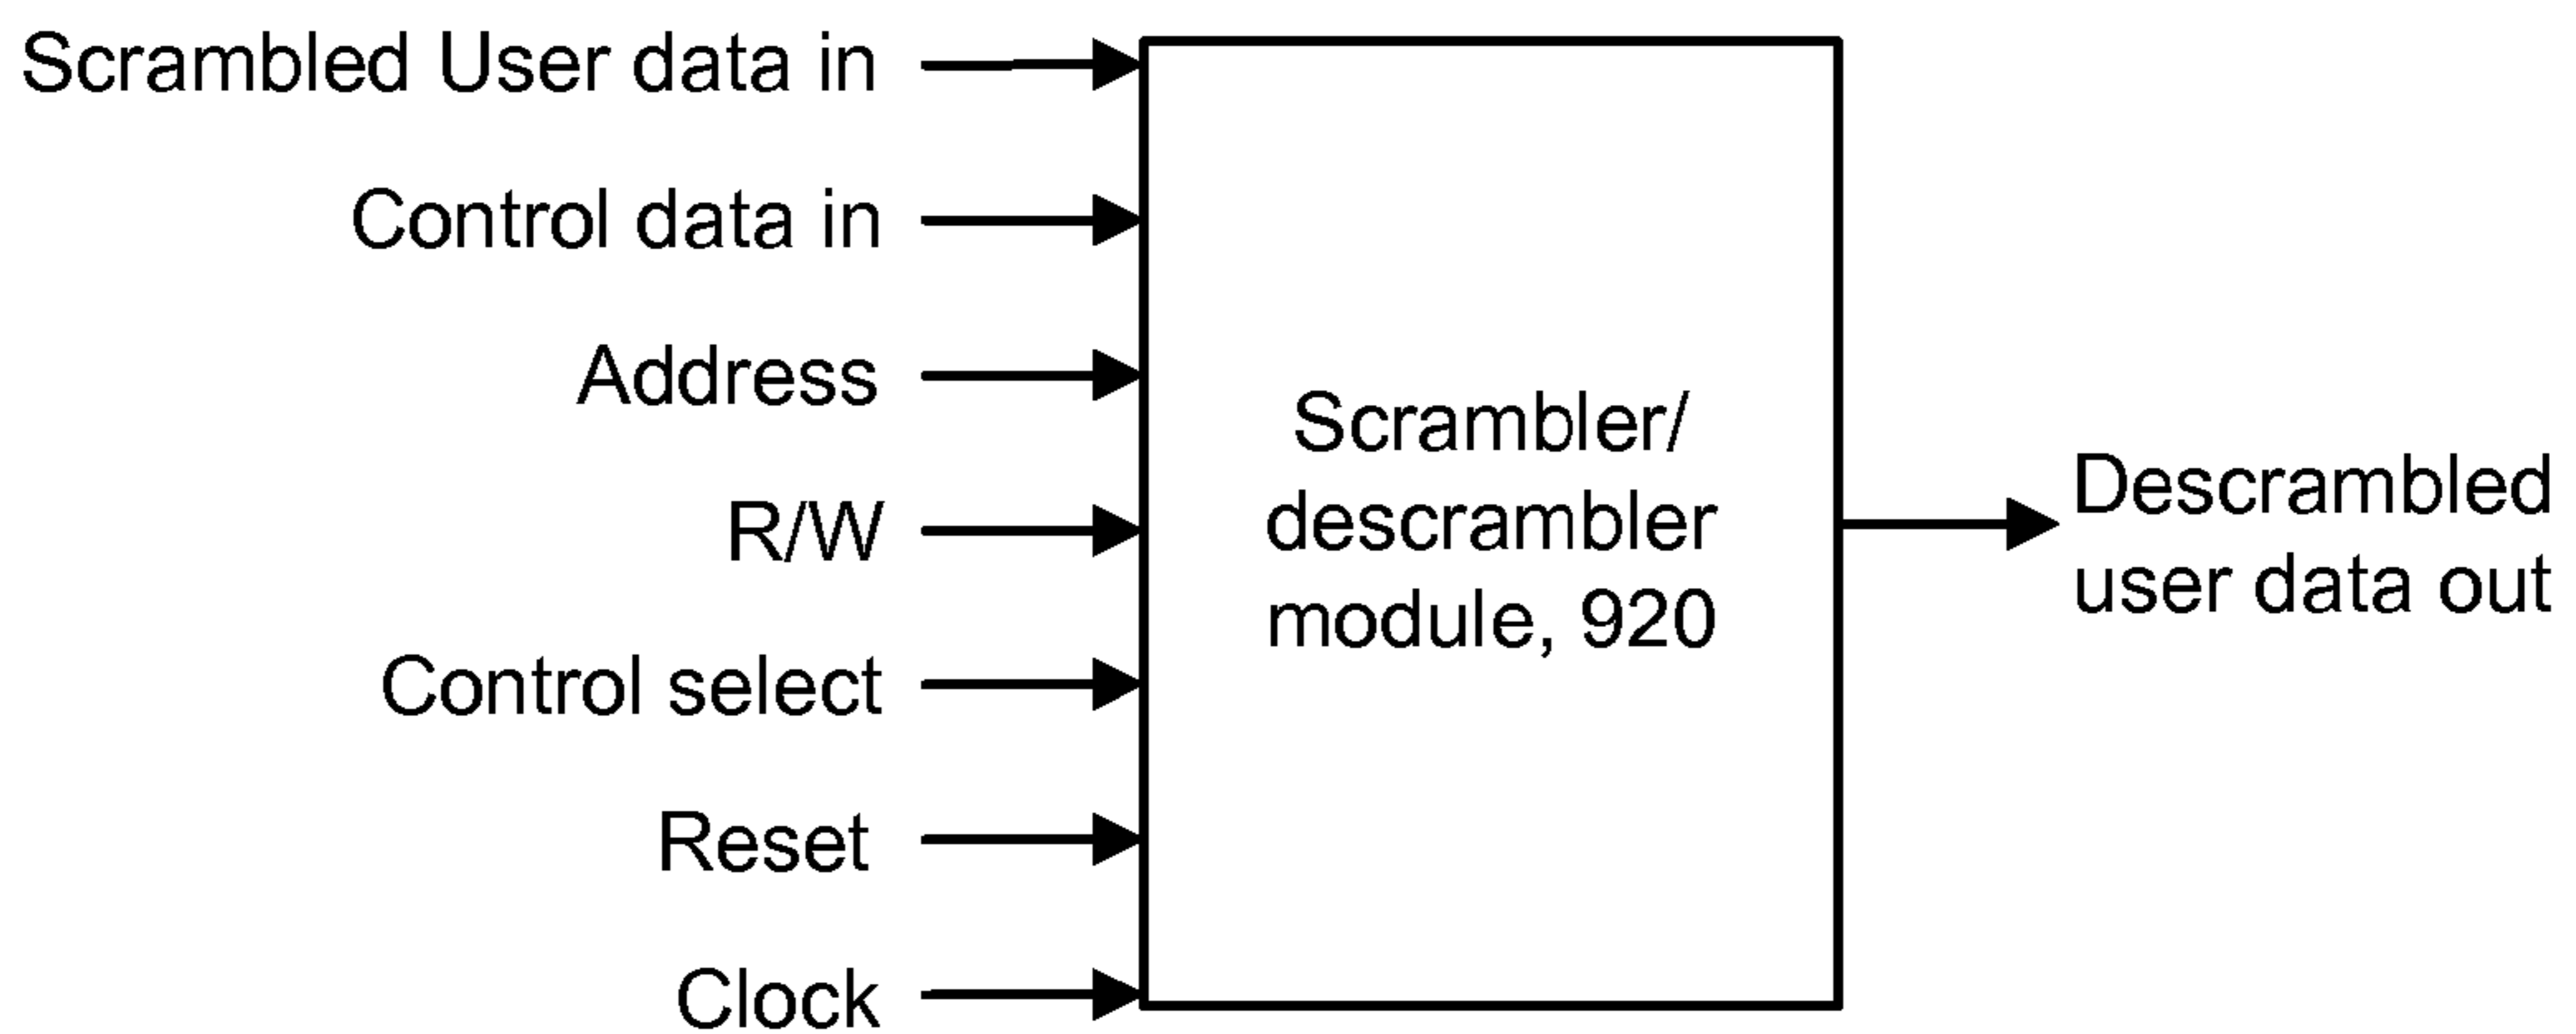 Scrambled User data in
Control data in
Address
R/W
Control select
Reset
Clock
Scrambler/
descrambler
module, 920
Descrambled
user data out